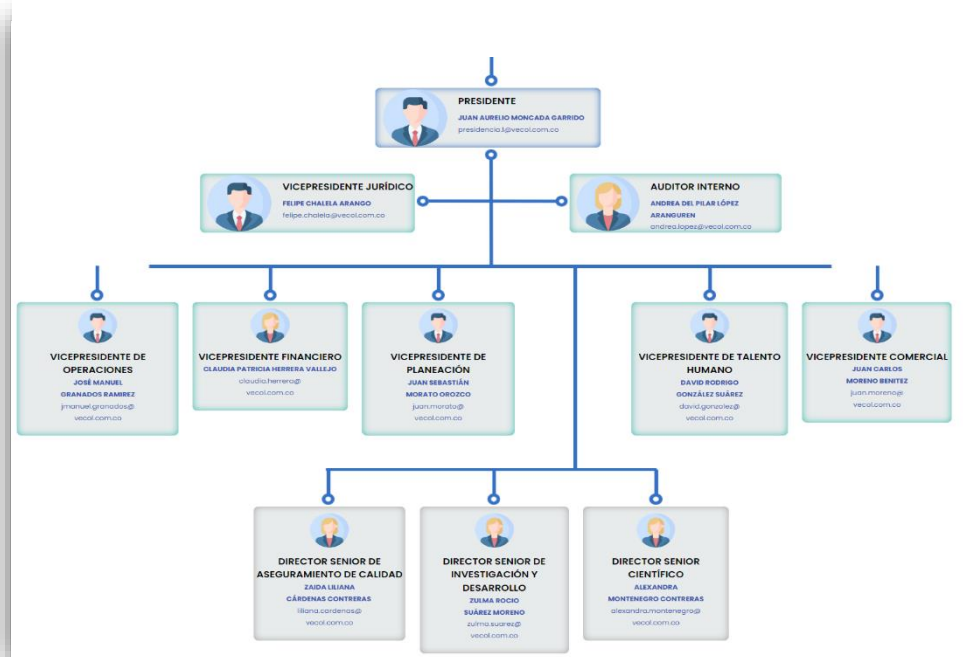 PRESIDENTE
JUAN AURELIO MONCADA GARRIDO
presidencia.1@vecol.com.co
VICEPRESIDENTE JURÍDICO
FELIPE CHALELA ARANGO
felipe.chalela@vecol.com.co
AUDITOR INTERNO
ANDREA DEL PILAR LÓPEZ
ARANGUREN
andrea.lopez@vecol.com.co
VICEPRESIDENTE DE
OPERACIONES
JOSÉ MANUEL
GRANADOS RAMIREZ
jmanuel.granados@
vecol.com.co
VICEPRESIDENTE FINANCIERO
CLAUDIA PATRICIA HERRERA VALLEJO
claudia.herrera@
vecol.com.co
VICEPRESIDENTE DE
PLANEACIÓN
JUAN SEBASTIÁN
MORATO OROZCO
juan.morato@
vecol.com.co
VICEPRESIDENTE DE TALENTO
HUMANO
DAVID RODRIGO
GONZÁLEZ SUÁREZ
david.gonzalez@
vecol.com.co
VICEPRESIDENTE COMERCIAL
JUAN CARLOS
MORENO BENITEZ
juan.moreno@
vecol.com.co
DIRECTOR SENIOR DE
ASEGURAMIENTO DE CALIDAD
ZAIDA LILIANA
CÁRDENAS CONTRERAS
liliana.cardenas@
vecol.com.co
DIRECTOR SENIOR DE
INVESTIGACIÓN Y
DESARROLLO
ZULMA ROCIO
SUÁREZ MORENO
zulma.suarez@
vecol.com.co
DIRECTOR SENIOR
CIENTÍFICO
ALEXANDRA
MONTENEGRO CONTRERAS
alexandra.montenegro@
vecol.com.co